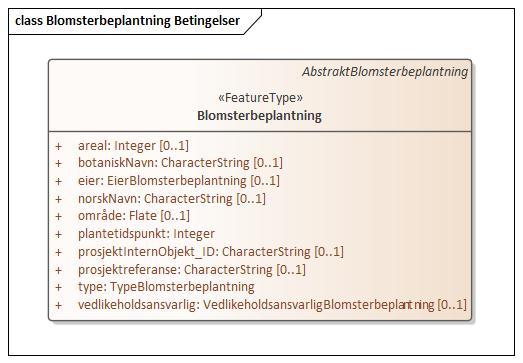 class Blomsterbeplantning Betingelser
AbstraktBlomsterbeplantning
«FeatureType»
Blomsterbeplantning
+ areal: Integer [0..1]
+ botaniskNavn: CharacterString [0..1]
+ eier: EierBlomsterbeplantning [0..1]
+ norskNavn: CharacterString [0..1]
+ område: Flate [0..1]
+ plantetidspunkt: Integer
+ prosjektInternObjekt_ID: CharacterString [0..1]
+ prosjektreferanse: CharacterString [0..1]
+ type: TypeBlomsterbeplantning
+ vedlikeholdsansvarlig: VedlikeholdsansvarligBlomsterbeplantning [0..1]